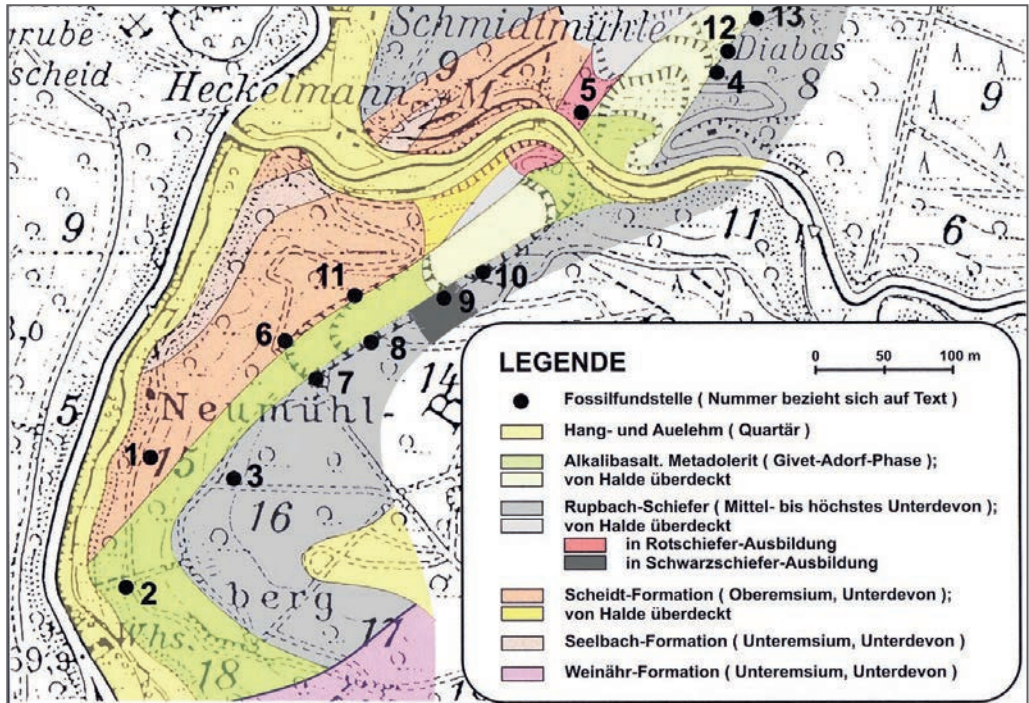 grube
scheid
Schmidtmühle
12
13
Diabas
9
4
8
Heckelmann
M
5
9
9
11
6
11
10
9
6
8
7
14
5
Neumühl-
1
15
3
16
2
berg
17
Whs.
18
LEGENDE
0 50 100 m
Fossilfundstelle ( Nummer bezieht sich auf Text )
Hang- und Auelehm ( Quartär )
Alkalibasalt. Metadolerit ( Givet-Adorf-Phase);
von Halde überdeckt
Rupbach-Schiefer ( Mittel- bis höchstes Unterdevon );
von Halde überdeckt
in Rotschiefer-Ausbildung
in Schwarzschiefer-Ausbildung
Scheidt-Formation ( Oberemsium, Unterdevon );
von Halde überdeckt
Seelbach-Formation ( Unteremsium, Unterdevon )
Weinähr-Formation ( Unteremsium, Unterdevon )